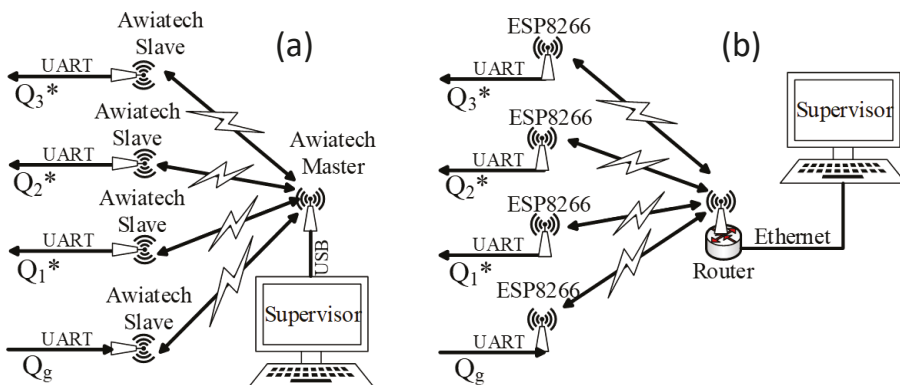 (a)
Awiatech
Slave
UART
Q3*
Awiatech
Slave
UART
Q2*
Awiatech
Slave
UART
Q1*
Awiatech
Slave
UART
Qg
Awiatech
Master
USB
Supervisor
(b)
ESP8266
UART
Q3*
ESP8266
UART
Q2*
ESP8266
UART
Q1*
ESP8266
UART
Qg
Router
Ethernet
Supervisor